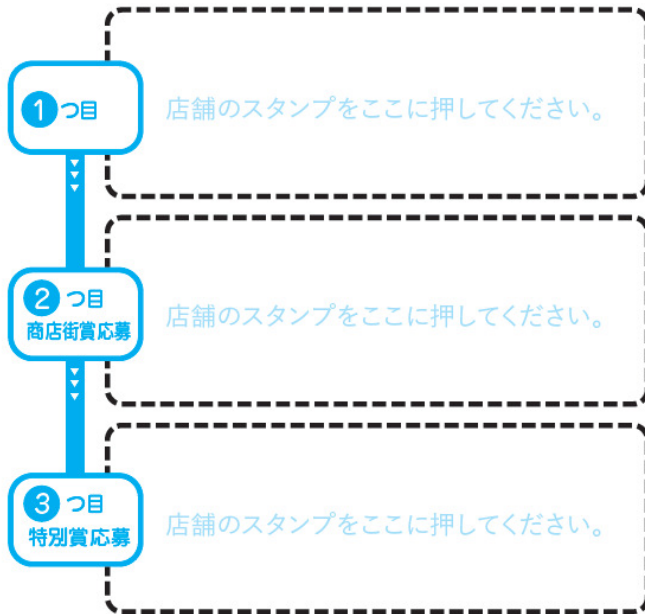 1つ目
店舗のスタンプをここに押してください。
2つ目
商店街賞応募
店舗のスタンプをここに押してください。
3つ目
特別賞応募
店舗のスタンプをここに押してください。